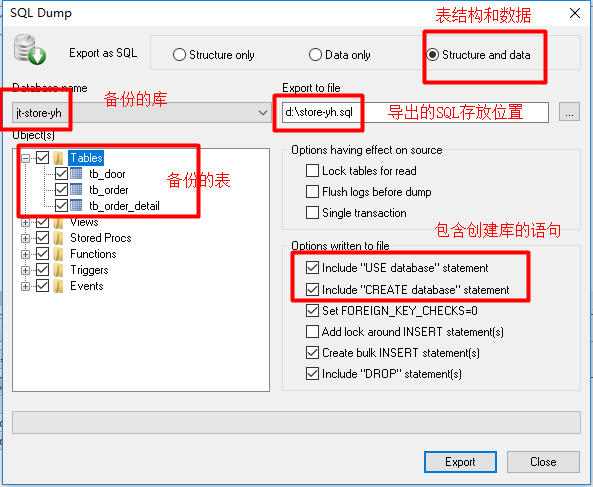 SQL Dump
表结构和数据
Export as SQL
Structure only
Data only
Structure and data
Database name
备份的库
Export to file
jt-store-yh
d:\store-yh.sql
导出的SQL存放位置
...
Object(s)
Tables
tb_door
tb_order
tb_order_detail
备份的表
Views
Stored Procs
Functions
Triggers
Events
Options having effect on source
Lock tables for read
Flush logs before dump
Single transaction
包含创建库的语句
Options written to file
Include "USE database" statement
Include "CREATE database" statement
Set FOREIGN_KEY_CHECKS=0
Add lock around INSERT statement(s)
Create bulk INSERT statement(s)
Include "DROP" statement(s)
Export
Close